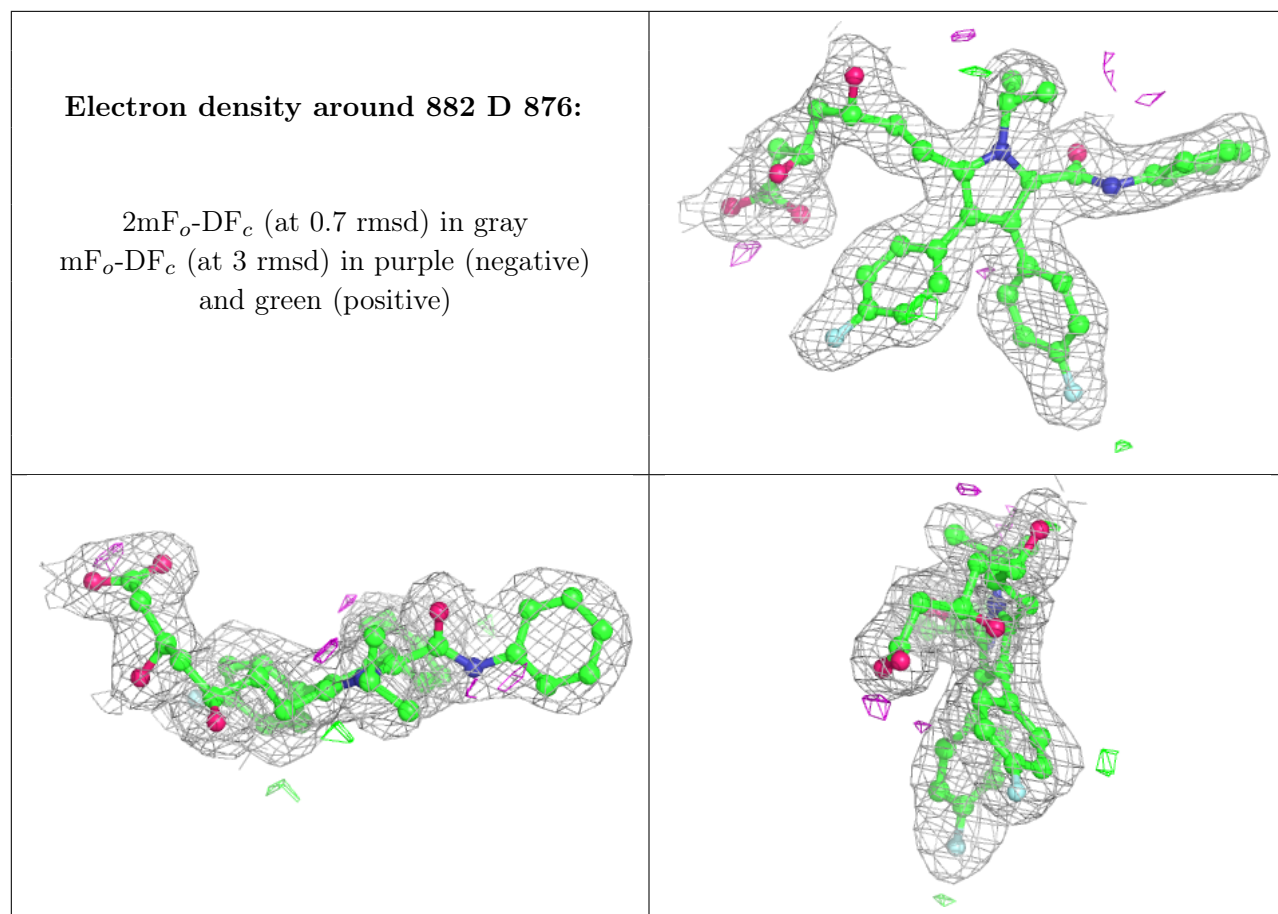 Electron density around 882 D 876:
2mFₒ-DF𝒸 (at 0.7 rmsd) in gray
mFₒ-DF𝒸 (at 3 rmsd) in purple (negative)
and green (positive)